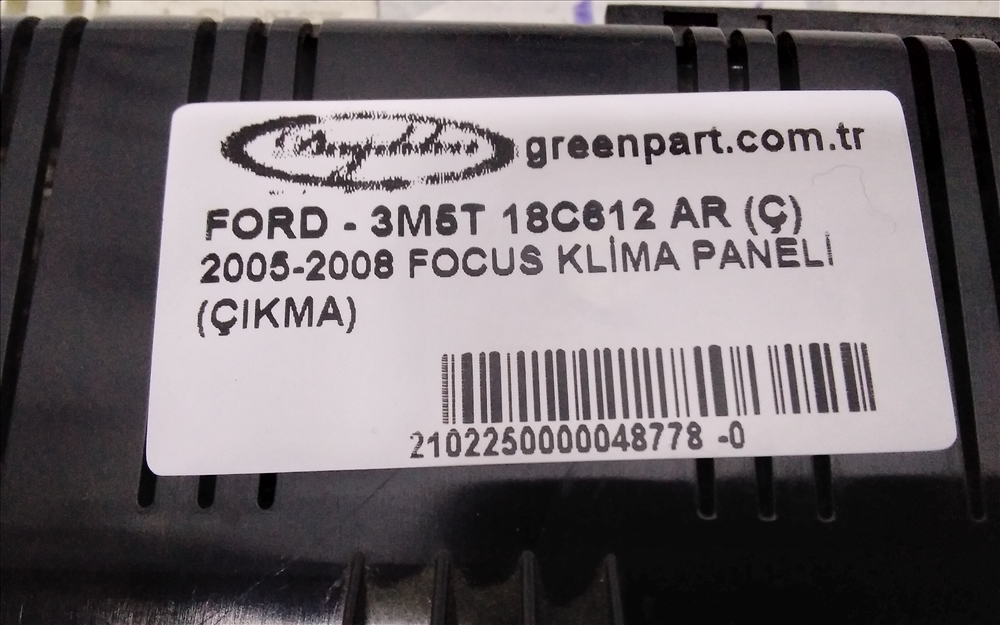 greenpart.com.tr
FORD - 3M5T 18C612 AR (Ç)
2005-2008 FOCUS KLİMA PANELİ
(ÇIKMA)
2102250000048778 -0